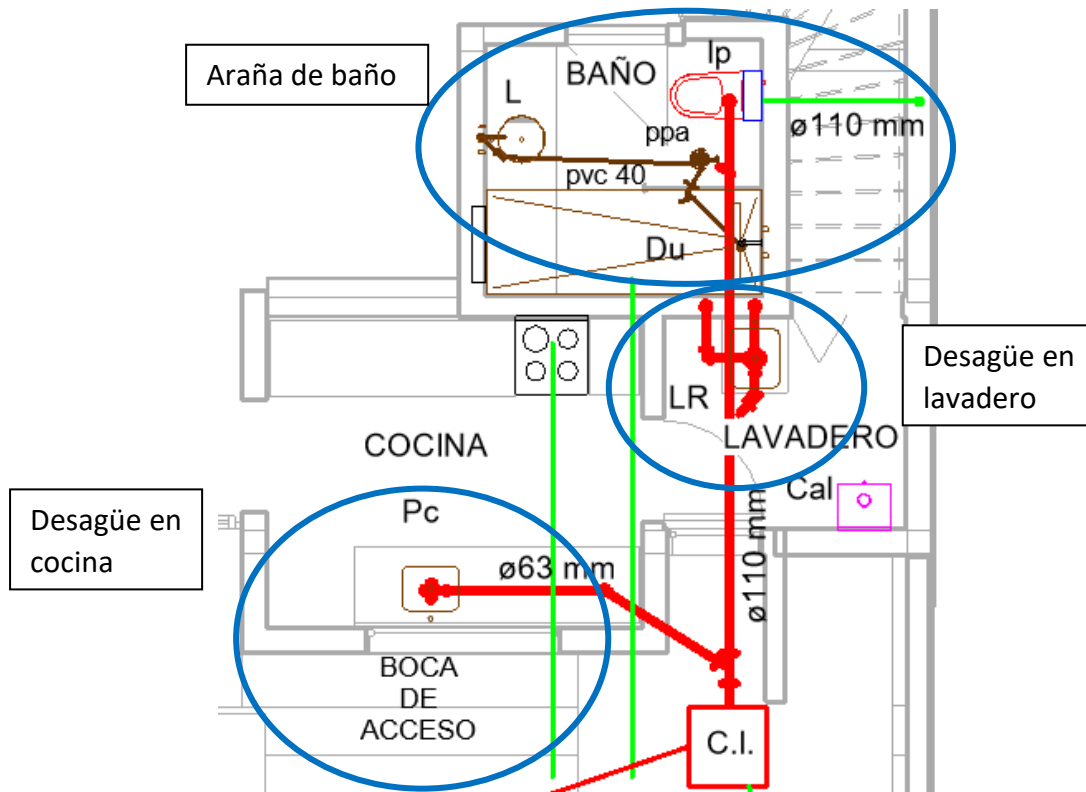 Araña de baño
BAÑO
lp
L
ø110 mm
ppa
pvc 40
Du
Desagüe en
lavadero
LR
LAVADERO
COCINA
Cal
Desagüe en
cocina
Pc
ø63 mm
ø110 mm
BOCA
DE
ACCESO
C.I.